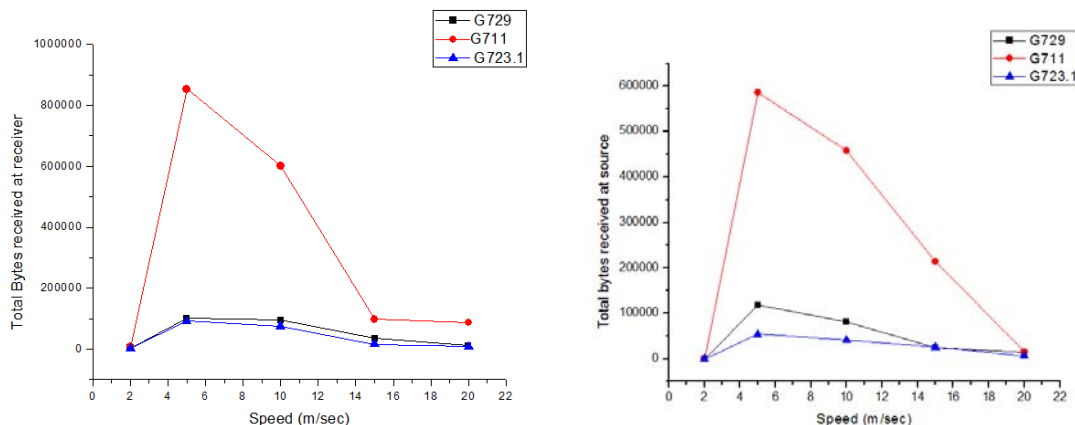 G729
G711
G723.1
1000000
800000
600000
400000
200000
0
Total Bytes received at receiver
0 2 4 6 8 10 12 14 16 18 20 22
Speed (m/sec)
G729
G711
G723.1
600000
500000
400000
300000
200000
100000
0
Total bytes received at source
0 2 4 6 8 10 12 14 16 18 20 22
Speed (m/sec)